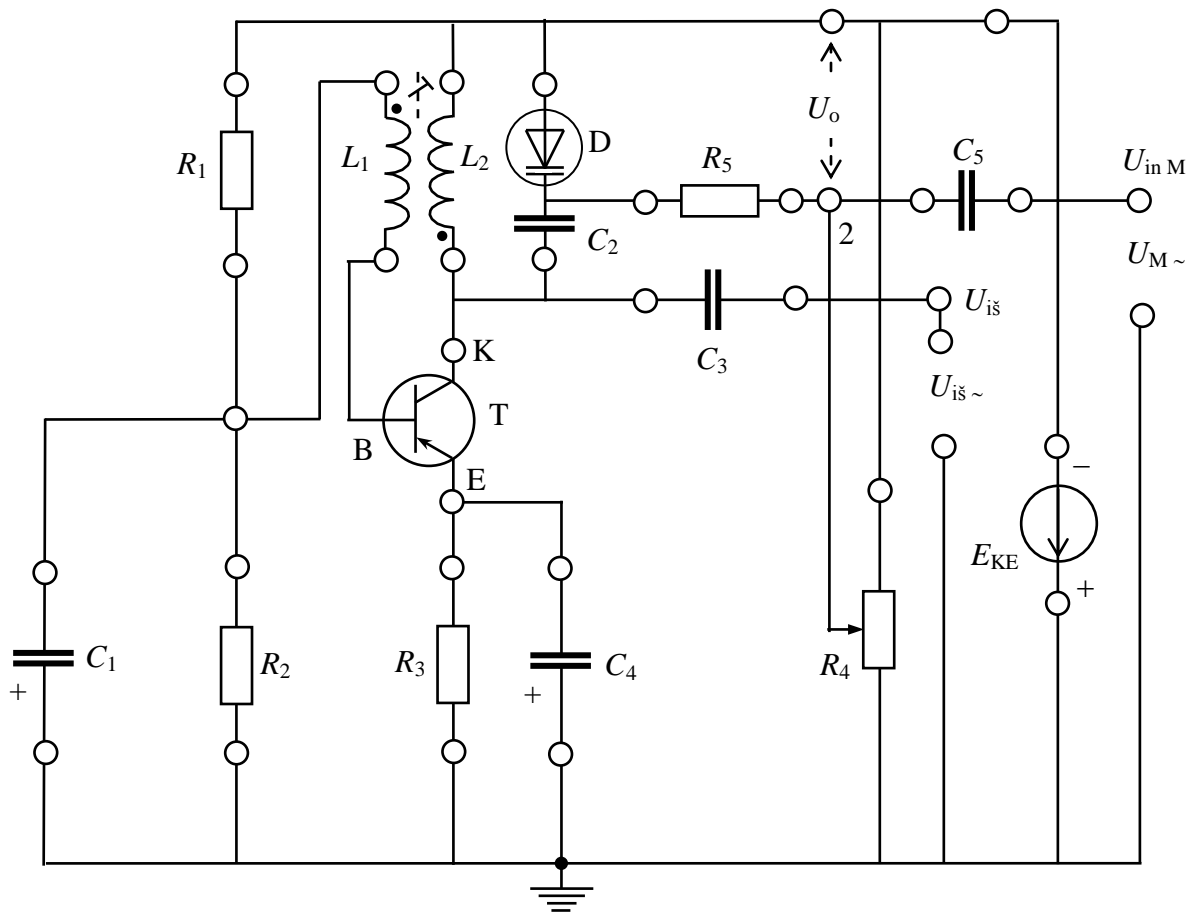 R1
L1
L2
D
Uo
R5
C5
Uin M
2
C2
UM ~
Uiš
C3
K
Uiš ~
T
B
E
−
EKE
+
C1
R2
R3
C4
R4
+
+